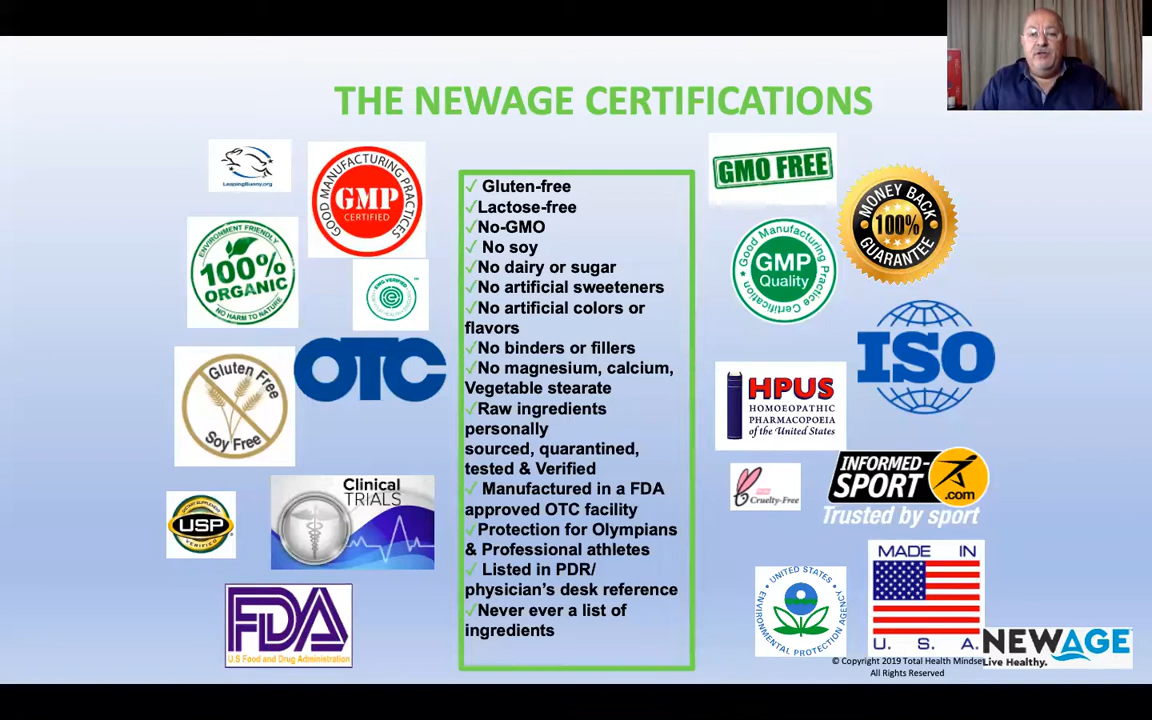 THE NEWAGE CERTIFICATIONS
LeapingBunny.org
GOOD MANUFACTURING PRACTICES
GMP
CERTIFIED
ENVIRONMENT FRIENDLY
100%
ORGANIC
NO HARM TO NATURE
EWG VERIFIED
Gluten Free
Soy Free
OTC
DIETARY SUPPLEMENT
USP
VERIFIED
Clinical
TRIALS
FDA
U.S Food and Drug Administration
✓ Gluten-free
✓Lactose-free
✓No-GMO
✓ No soy
✓No dairy or sugar
✓No artificial sweeteners
✓No artificial colors or
flavors
✓No binders or fillers
✓No magnesium, calcium,
Vegetable stearate
✓Raw ingredients
personally
sourced, quarantined,
tested & Verified
✓ Manufactured in a FDA
approved OTC facility
✓Protection for Olympians
& Professional athletes
✓ Listed in PDR/
physician's desk reference
✓Never ever a list of
ingredients
GMO FREE
MONEY BACK
100%
GUARANTEE
Good Manufacturing Practice Certification
GMP
Quality
ISO
HPUS
HOMOEOPATHIC
PHARMACOPOEIA
of the United States
Cruelty-Free
INFORMED-
SPORT
.com
Trusted by sport
UNITED STATES
ENVIRONMENTAL PROTECTION AGENCY
MADE IN
U. S. A.
NEWAGE
Live Healthy.
© Copyright 2019 Total Health Mindset
All Rights Reserved